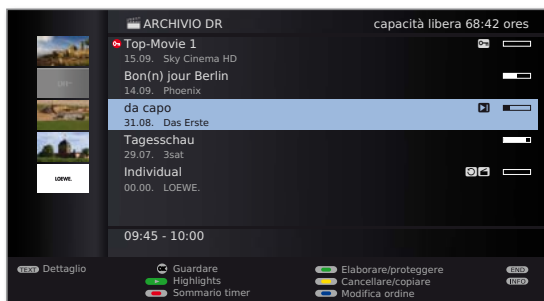 ARCHIVIO DR capacità libera 68:42 ores
Top-Movie 1
15.09. Sky Cinema HD
Bon(n) jour Berlin
14.09. Phoenix
da capo
31.08. Das Erste
Tagesschau
29.07. 3sat
Individual
00.00. LOEWE.
LOEWE.
09:45 - 10:00
TEXT Dettaglio
OK Guardare
Highlights
Sommario timer
Elaborare/proteggere
Cancellare/copiare
Modifica ordine
END
INFO